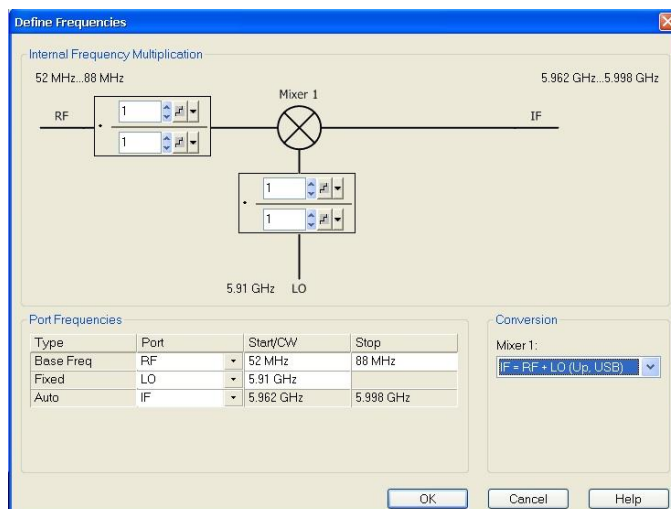 Define Frequencies
Internal Frequency Multiplication
52 MHz...88 MHz
5.962 GHz...5.998 GHz
Mixer 1
RF
1
1
IF
1
1
5.91 GHz LO
Port Frequencies
Type Port Start/CW Stop
Base Freq RF 52 MHz 88 MHz
Fixed LO 5.91 GHz
Auto IF 5.962 GHz 5.998 GHz
Conversion
Mixer 1:
IF = RF + LO (Up, USB)
OK Cancel Help